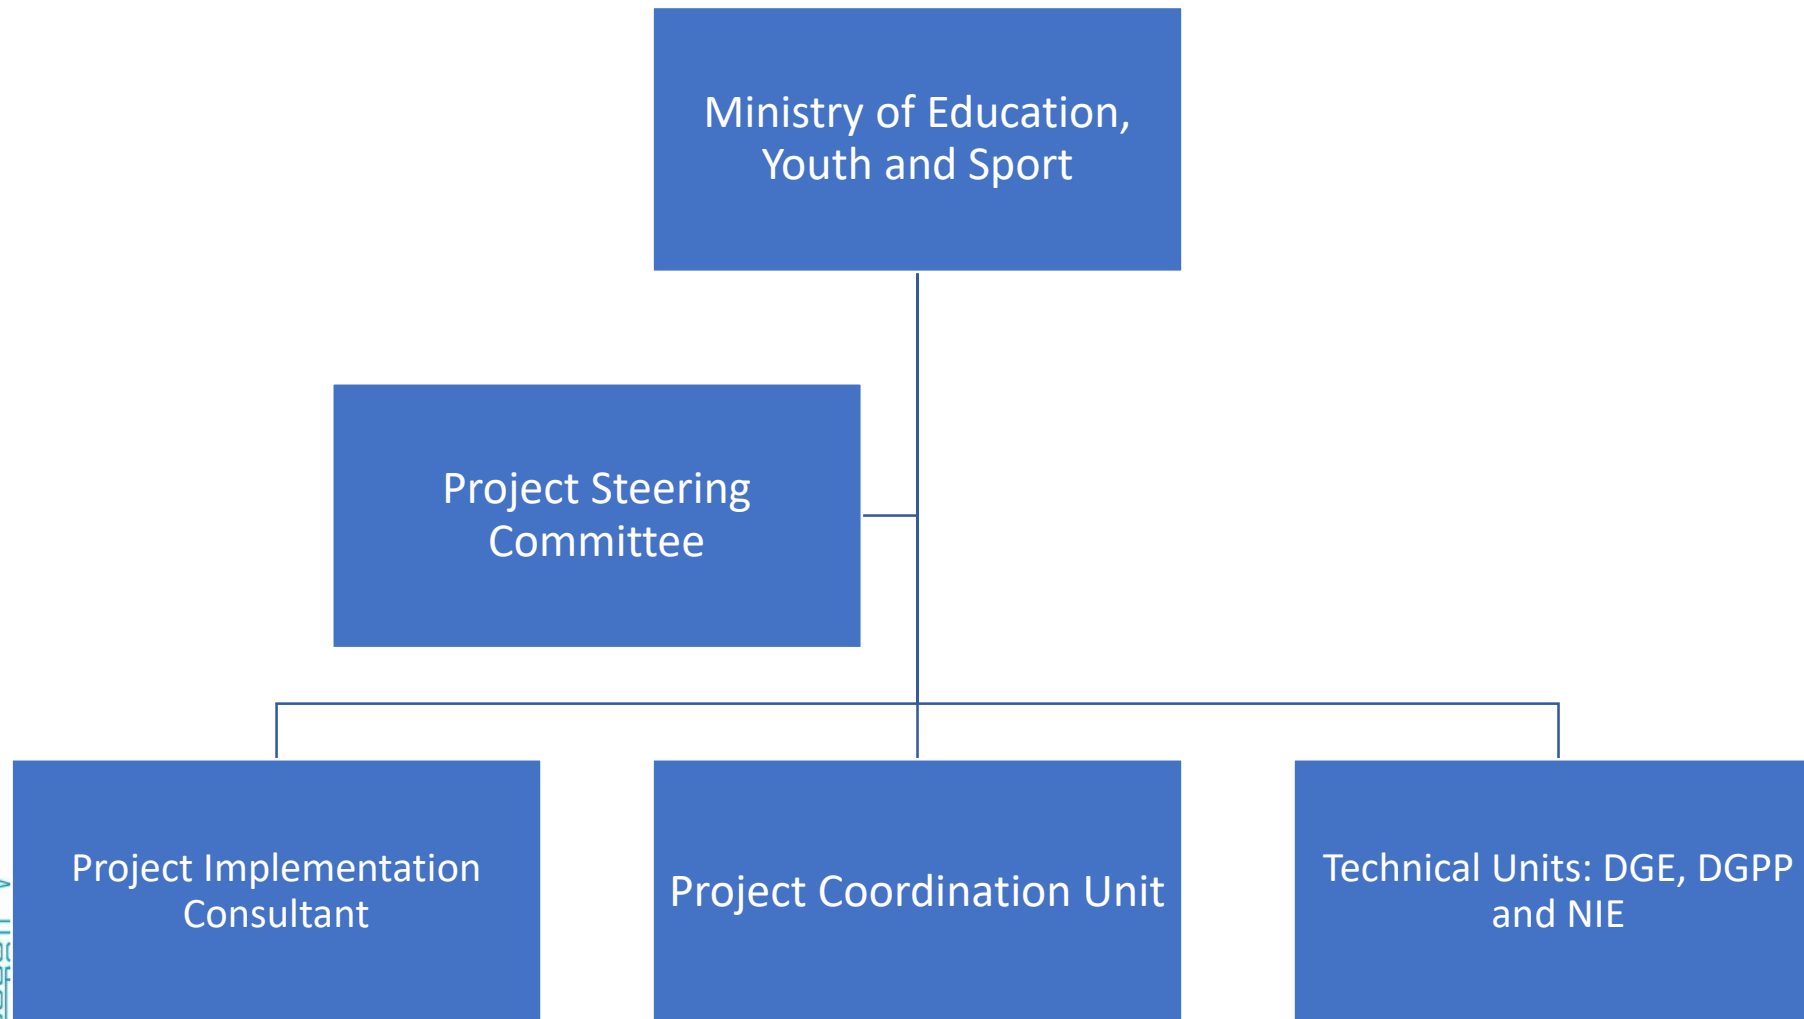 Ministry of Education,
Youth and Sport
Project Steering
Committee
Project Implementation
Consultant
Project Coordination Unit
Technical Units: DGE, DGPP
and NIE